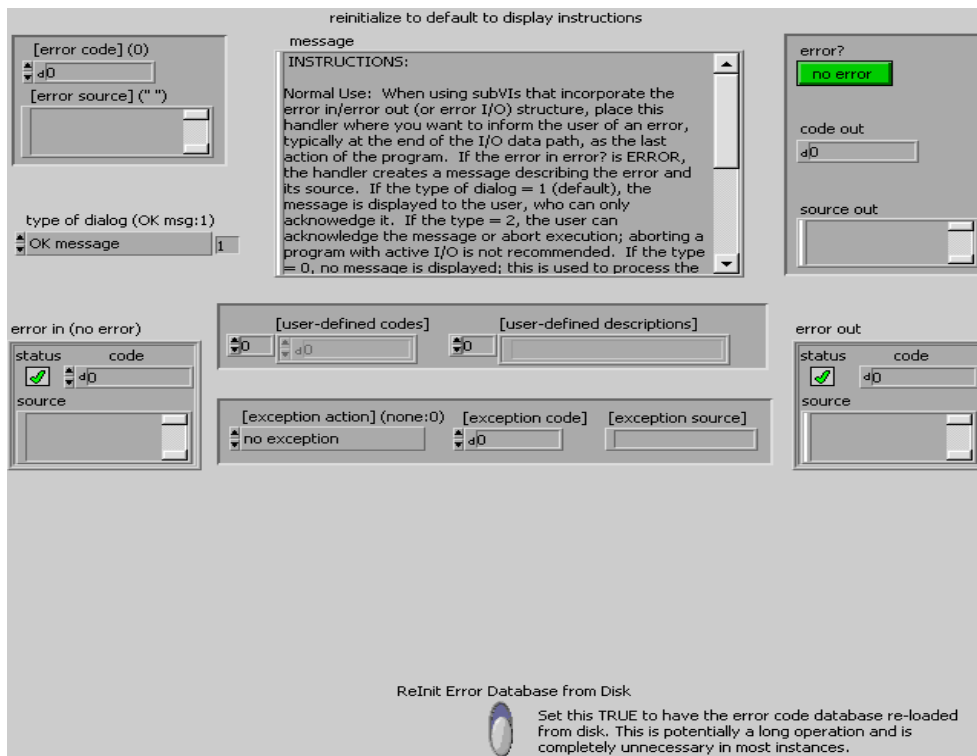 reinitialize to default to display instructions
[error code] (0)
d0
[error source] (" ")
type of dialog (OK msg:1)
OK message
1
message
INSTRUCTIONS:
Normal Use: When using subVIs that incorporate the
error in/error out (or error I/O) structure, place this
handler where you want to inform the user of an error,
typically at the end of the I/O data path, as the last
action of the program. If the error in error? is ERROR,
the handler creates a message describing the error and
its source. If the type of dialog = 1 (default), the
message is displayed to the user, who can only
acknowedge it. If the type = 2, the user can
acknowledge the message or abort execution; aborting a
program with active I/O is not recommended. If the type
= 0, no message is displayed; this is used to process the
error?
no error
code out
d0
source out
error in (no error)
status code
d0
source
[user-defined codes] [user-defined descriptions]
0 d0 0
[exception action] (none:0) [exception code] [exception source]
no exception d0
error out
status code
d0
source
ReInit Error Database from Disk
Set this TRUE to have the error code database re-loaded
from disk. This is potentially a long operation and is
completely unnecessary in most instances.